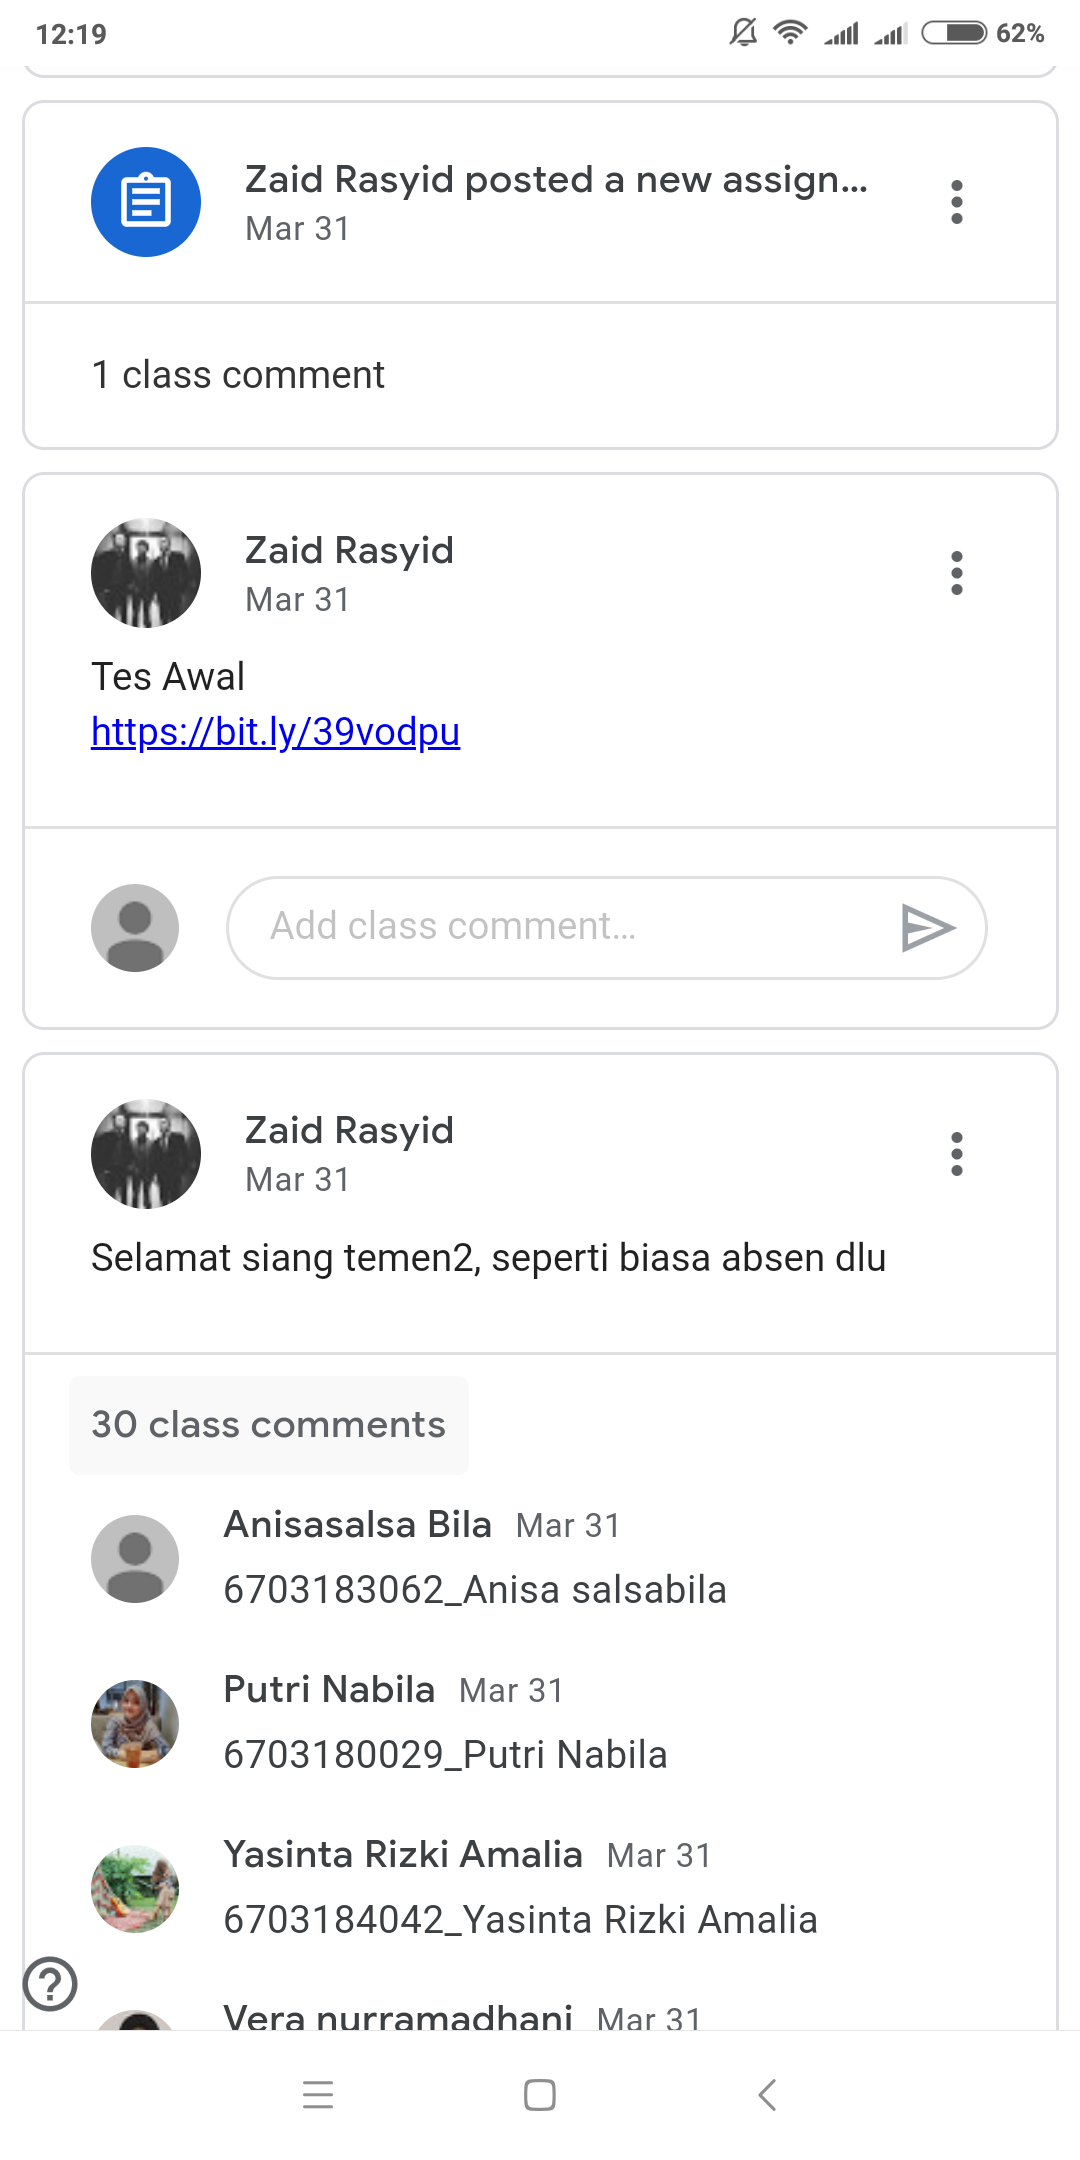 12:19
62%
Zaid Rasyid posted a new assign...
Mar 31
1 class comment
Zaid Rasyid
Mar 31
Tes Awal
https://bit.ly/39vodpu
Add class comment...
Zaid Rasyid
Mar 31
Selamat siang temen2, seperti biasa absen dlu
30 class comments
Anisasalsa Bila Mar 31
6703183062_Anisa salsabila
Putri Nabila Mar 31
6703180029_Putri Nabila
Yasinta Rizki Amalia Mar 31
6703184042_Yasinta Rizki Amalia
Vera nurramadhani Mar 31